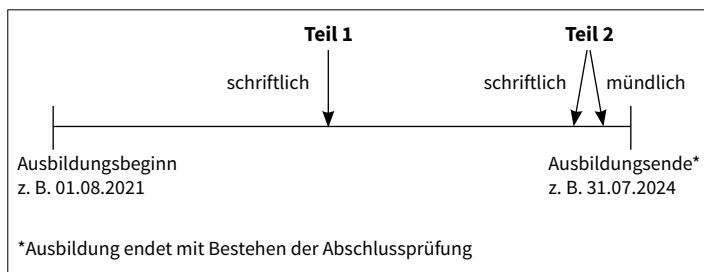 Teil 1
Teil 2
schriftlich
schriftlich
mündlich
Ausbildungsbeginn
z. B. 01.08.2021
Ausbildungsende*
z. B. 31.07.2024
*Ausbildung endet mit Bestehen der Abschlussprüfung